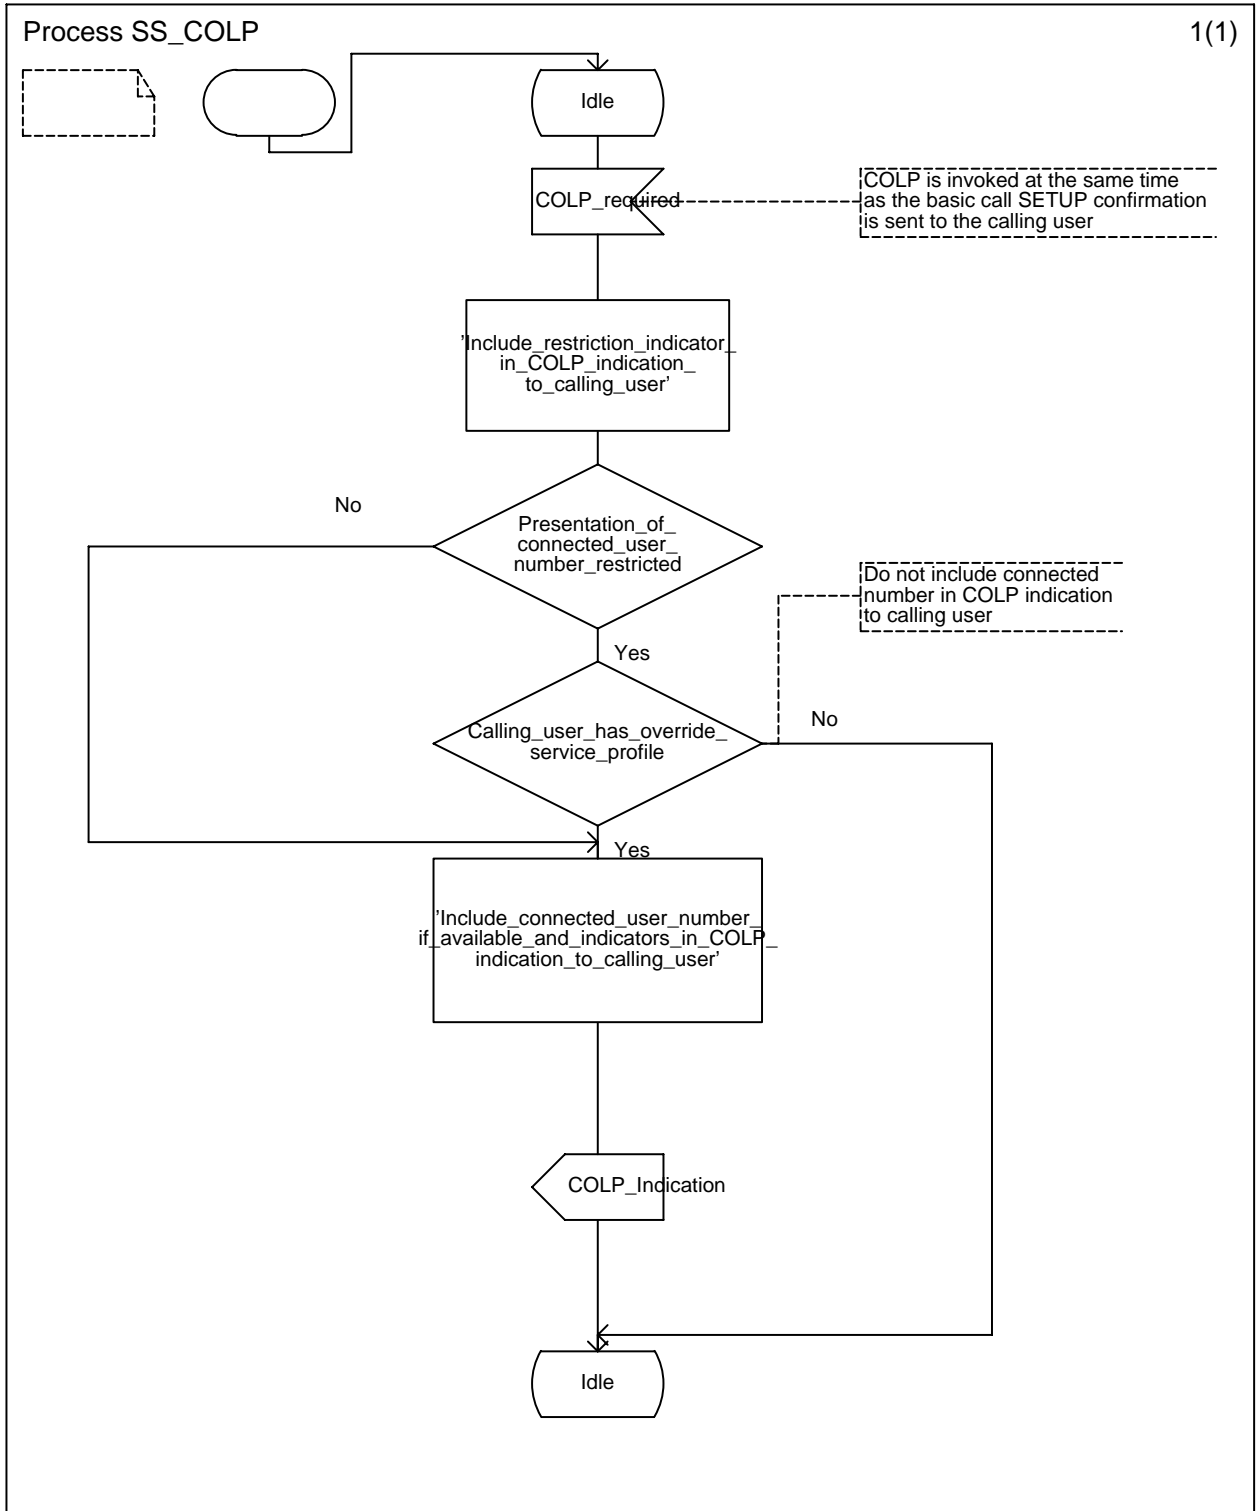 Process SS_COLP
1(1)
Idle
COLP_required
COLP is invoked at the same time
as the basic call SETUP confirmation
is sent to the calling user
'Include_restriction_indicator_
in_COLP_indication_
to_calling_user'
No
Presentation_of_
connected_user_
number_restricted
Do not include connected
number in COLP indication
to calling user
Yes
Calling_user_has_override_
service_profile
No
Yes
'Include_connected_user_number_
if_available_and_indicators_in_COLP_
indication_to_calling_user'
COLP_Indication
Idle